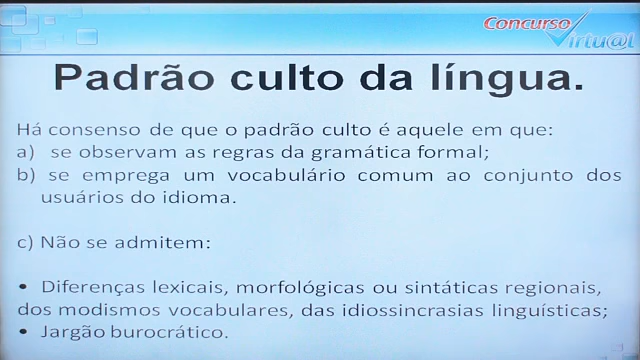 Concurso
Virtu@l
Padrão culto da língua.
Há consenso de que o padrão culto é aquele em que:
a) se observam as regras da gramática formal;
b) se emprega um vocabulário comum ao conjunto dos
usuários do idioma.
c) Não se admitem:
• Diferenças lexicais, morfológicas ou sintáticas regionais,
dos modismos vocabulares, das idiossincrasias linguísticas;
• Jargão burocrático.